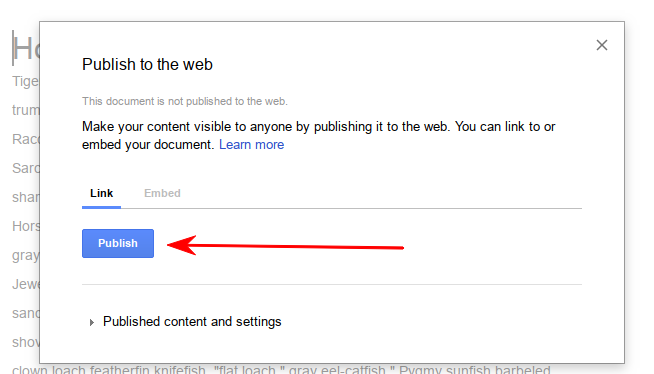 Ho
Publish to the web
Tige
This document is not published to the web.
trum
Make your content visible to anyone by publishing it to the web. You can link to or
Racc
embed your document. Learn more
Sarc
shar
Link Embed
Hors
Publish
gray
Jewe
sand
Published content and settings
shov
clown loach featherfin knifefish, "flat loach," gray eel-catfish." Pygmy sunfish barbeled